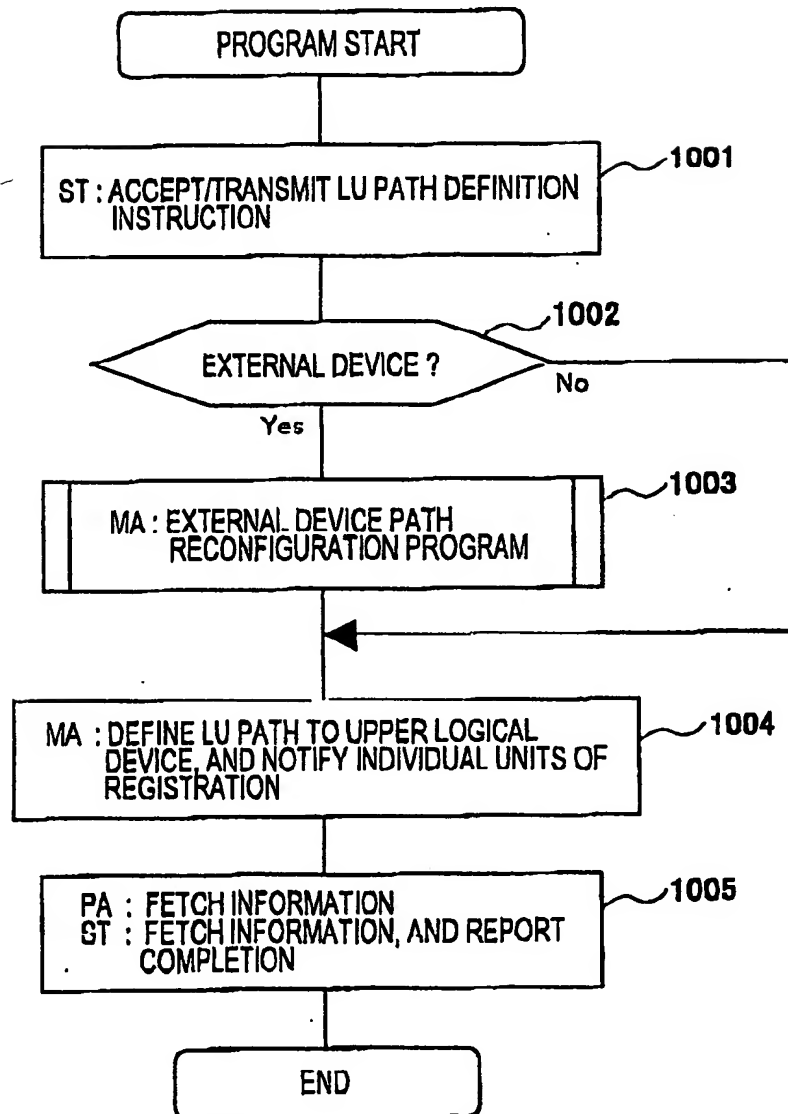 PROGRAM START
1001
ST : ACCEPT/TRANSMIT LU PATH DEFINITION
INSTRUCTION
1002
EXTERNAL DEVICE ?
No
Yes
1003
MA : EXTERNAL DEVICE PATH
RECONFIGURATION PROGRAM
1004
MA : DEFINE LU PATH TO UPPER LOGICAL
DEVICE, AND NOTIFY INDIVIDUAL UNITS OF
REGISTRATION
1005
PA : FETCH INFORMATION
ST : FETCH INFORMATION, AND REPORT
COMPLETION
END